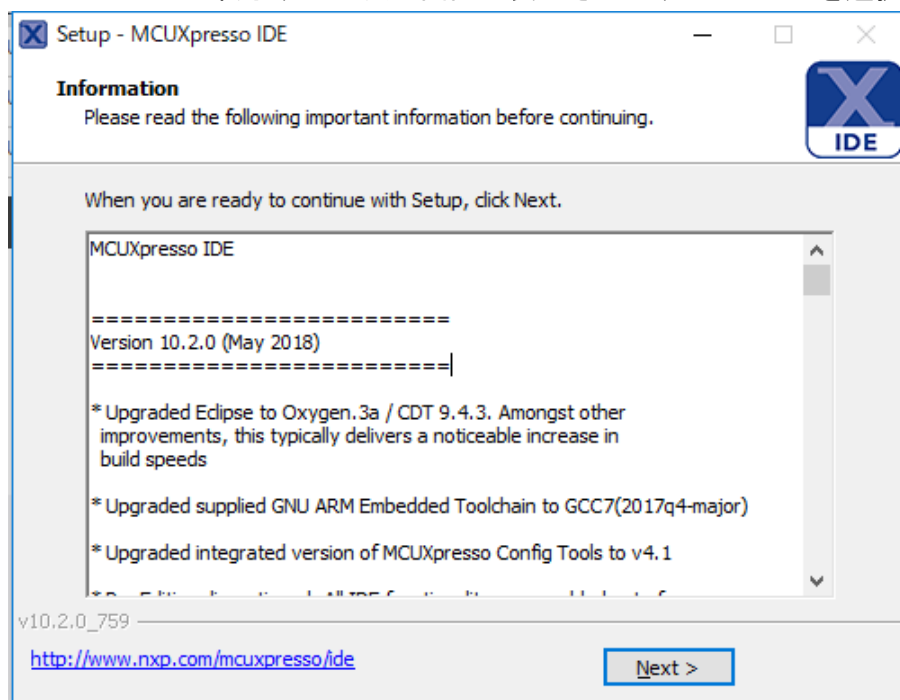 Setup - MCUXpresso IDE
Information
Please read the following important information before continuing.
IDE
When you are ready to continue with Setup, click Next.
MCUXpresso IDE
=========================
Version 10.2.0 (May 2018)
=========================
* Upgraded Eclipse to Oxygen.3a / CDT 9.4.3. Amongst other
improvements, this typically delivers a noticeable increase in
build speeds
* Upgraded supplied GNU ARM Embedded Toolchain to GCC7(2017q4-major)
* Upgraded integrated version of MCUXpresso Config Tools to v4.1
v10.2.0_759
http://www.nxp.com/mcuxpresso/ide
Next >